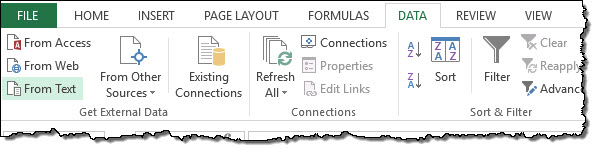 FILE HOME INSERT PAGE LAYOUT FORMULAS DATA REVIEW VIEW
From Access
From Web
From Text
From Other
Sources
Existing
Connections
Get External Data
Refresh
All
Connections
Properties
Edit Links
Connections
Sort
Filter
Clear
Reapply
Advanc
Sort & Filter